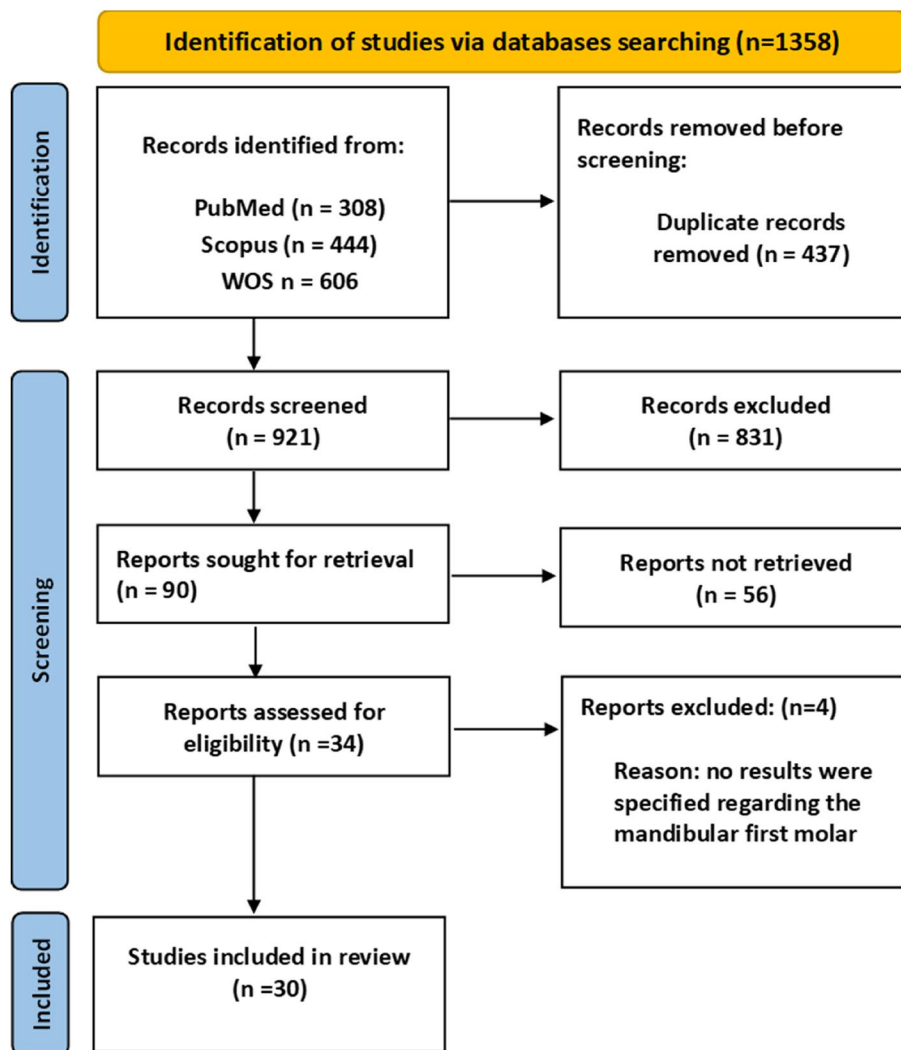 Identification of studies via databases searching (n=1358)
Identification
Records identified from:
PubMed (n = 308)
Scopus (n = 444)
WOS n = 606
Records removed before
screening:
Duplicate records
removed (n = 437)
Screening
Records screened
(n = 921)
Records excluded
(n = 831)
Reports sought for retrieval
(n = 90)
Reports not retrieved
(n = 56)
Reports assessed for
eligibility (n =34)
Reports excluded: (n=4)
Reason: no results were
specified regarding the
mandibular first molar
Included
Studies included in review
(n =30)